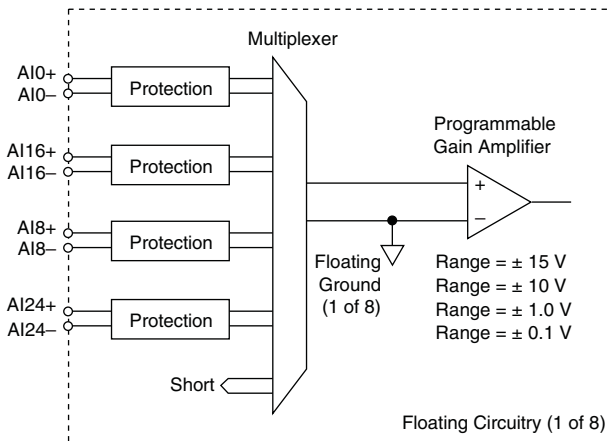 Multiplexer
AI0+
AI0–
Protection
AI16+
AI16–
Protection
AI8+
AI8–
Protection
AI24+
AI24–
Protection
Short
Programmable
Gain Amplifier
+
–
Floating
Ground
(1 of 8)
Range = ± 15 V
Range = ± 10 V
Range = ± 1.0 V
Range = ± 0.1 V
Floating Circuitry (1 of 8)